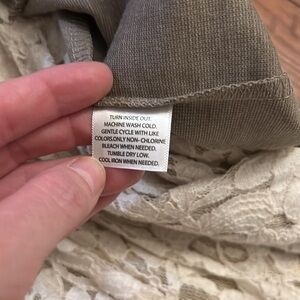 TURN INSIDE OUT.
MACHINE WASH COLD.
GENTLE CYCLE WITH LIKE
COLORS.ONLY NON- CHLORINE
BLEACH WHEN NEEDED.
TUMBLE DRY LOW.
COOL IRON WHEN NEEDED.